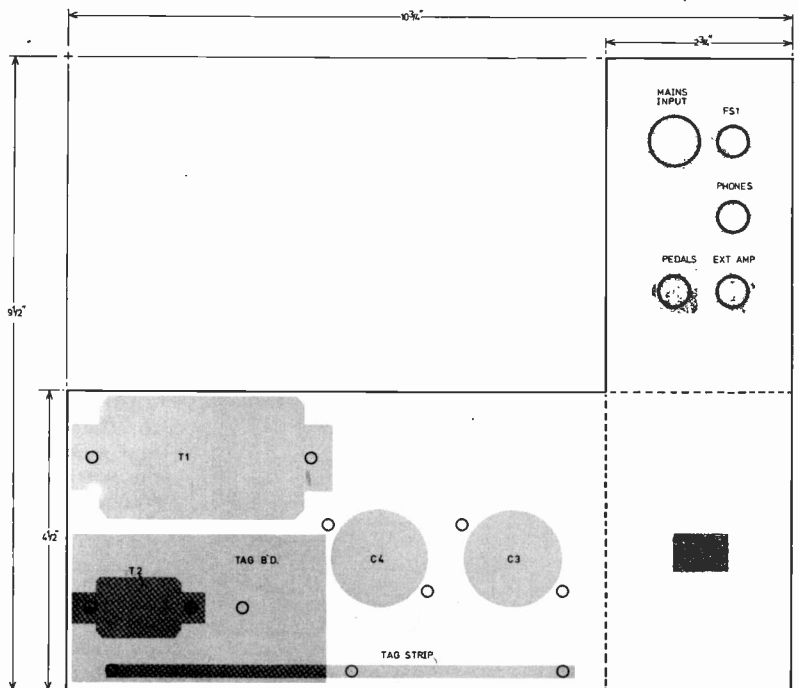 10¾"
2¾"
MAINS
INPUT
FS1
PHONES
PEDALS
EXT AMP
9½"
4½"
T1
T2
TAG B'D.
C4
C3
TAG STRIP